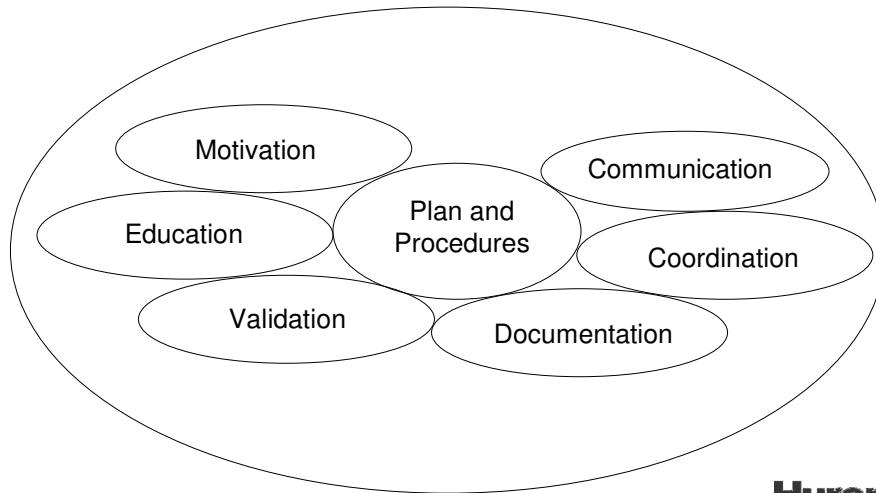 Motivation
Communication
Plan and
Procedures
Education
Coordination
Validation
Documentation